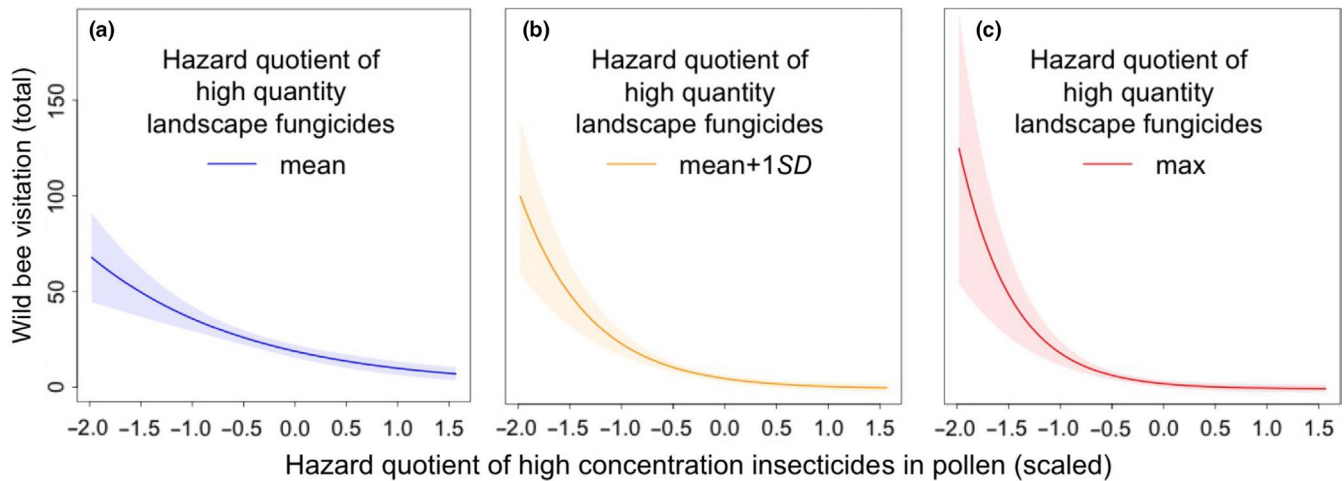 (a)
Hazard quotient of
high quantity
landscape fungicides
mean
(b)
Hazard quotient of
high quantity
landscape fungicides
mean+1SD
(c)
Hazard quotient of
high quantity
landscape fungicides
max
Wild bee visitation (total)
150
100
50
0
−2.0 −1.5 −1.0 −0.5 0.0 0.5 1.0 1.5
−2.0 −1.5 −1.0 −0.5 0.0 0.5 1.0 1.5
−2.0 −1.5 −1.0 −0.5 0.0 0.5 1.0 1.5
Hazard quotient of high concentration insecticides in pollen (scaled)